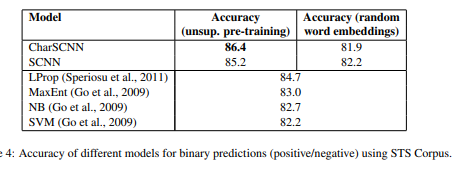 Model Accuracy Accuracy (random
(unsup. pre-training) word embeddings)
CharSCNN 86.4 81.9
SCNN 85.2 82.2
LProp (Speriosu et al., 2011) 84.7
MaxEnt (Go et al., 2009) 83.0
NB (Go et al., 2009) 82.7
SVM (Go et al., 2009) 82.2
e 4: Accuracy of different models for binary predictions (positive/negative) using STS Corpus.